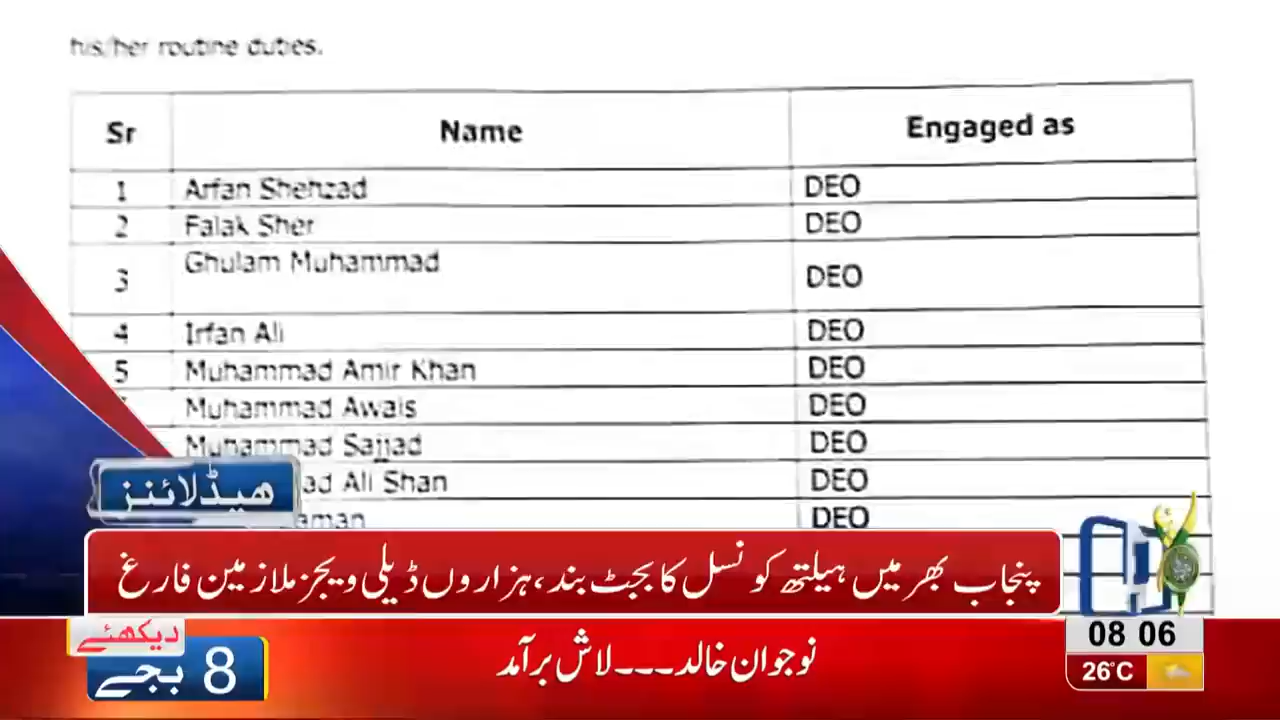 his/her routine duties.
Sr Name Engaged as
1 Arfan Shehzad DEO
2 Falak Sher DEO
3 Ghulam Muhammad DEO
4 Irfan Ali DEO
5 Muhammad Amir Khan DEO
Muhammad Awais DEO
Muhammad Sajjad DEO
ad Ali Shan DEO
aman DEO
ھیڈلائنز
پنجاب بھر میں ہیلتھ کونسل کا بجٹ بند، ہزاروں ڈیلی ویجز ملازمین فارغ
دیکھئے
8 بجے
نوجوان خالد۔۔۔لاش برآمد
08 06
26°C